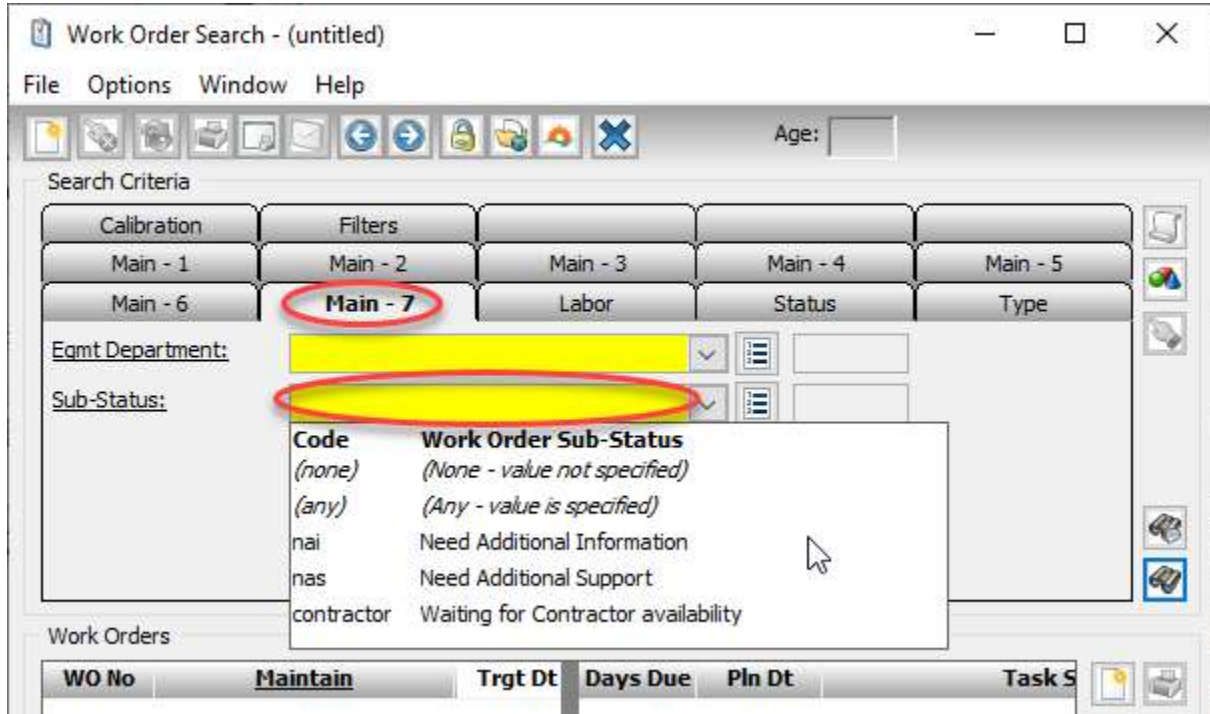 Work Order Search - (untitled)
File Options Window Help
Age:
Search Criteria
Calibration Filters
Main - 1 Main - 2 Main - 3 Main - 4 Main - 5
Main - 6 Main - 7 Labor Status Type
Eqmt Department:
Sub-Status:
Code Work Order Sub-Status
(none) (None - value not specified)
(any) (Any - value is specified)
nai Need Additional Information
nas Need Additional Support
contractor Waiting for Contractor availability
Work Orders
WO No Maintain Trgt Dt Days Due Pln Dt Task S